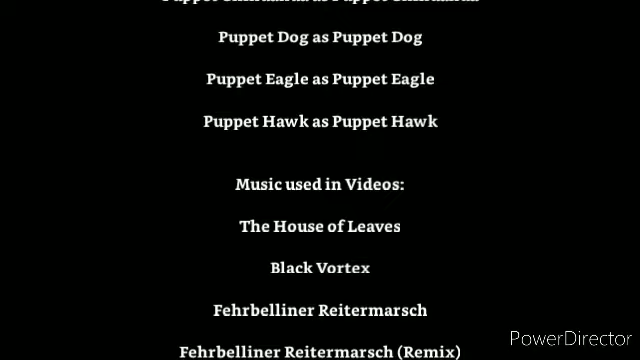 Puppet Dog as Puppet Dog
Puppet Eagle as Puppet Eagle
Puppet Hawk as Puppet Hawk
Music used in Videos:
The House of Leaves
Black Vortex
Fehrbelliner Reitermarsch
Fehrbelliner Reitermarsch (Remix)
PowerDirector